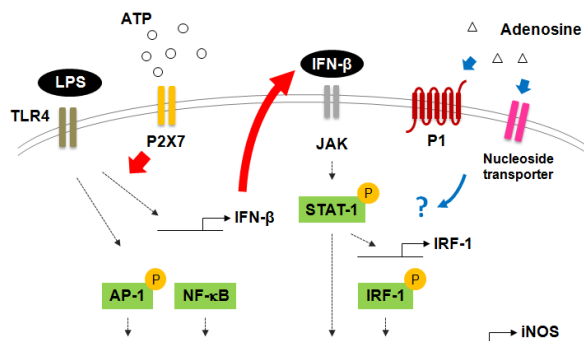 ATP
Adenosine
LPS
IFN-β
TLR4
P2X7
JAK
P1
Nucleoside
transporter
P
STAT-1
?
IFN-β
IRF-1
P
P
AP-1
NF-κB
IRF-1
iNOS